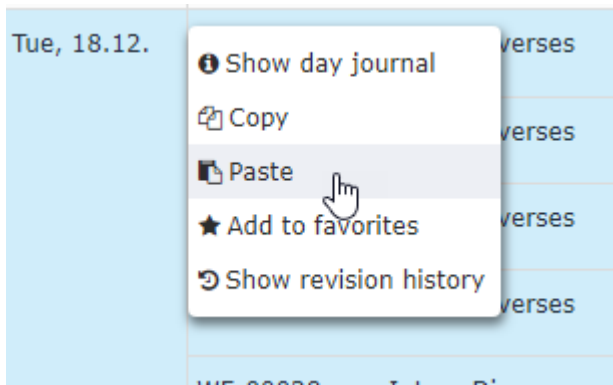 Tue, 18.12.
Show day journal
verses
Copy
verses
Paste
Add to favorites
verses
Show revision history
verses